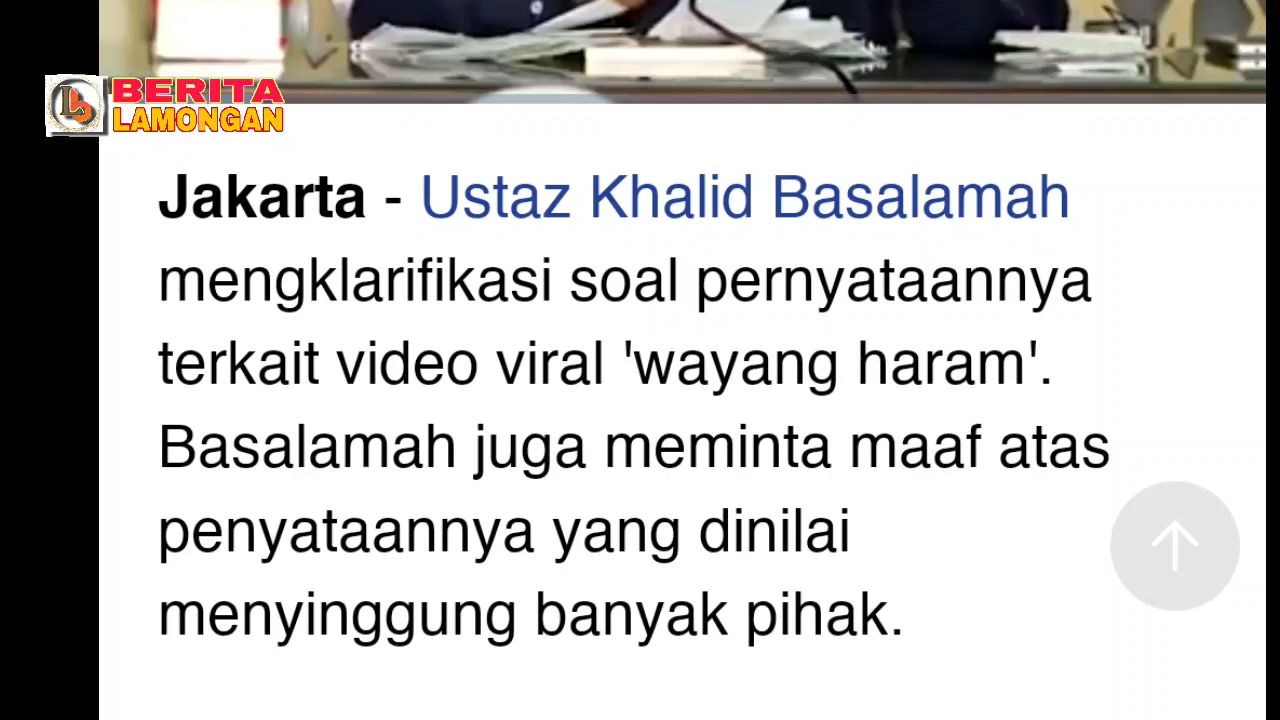 BERITA
LAMONGAN
Jakarta - Ustaz Khalid Basalamah
mengklarifikasi soal pernyataannya
terkait video viral 'wayang haram'.
Basalamah juga meminta maaf atas
penyataannya yang dinilai
menyinggung banyak pihak.